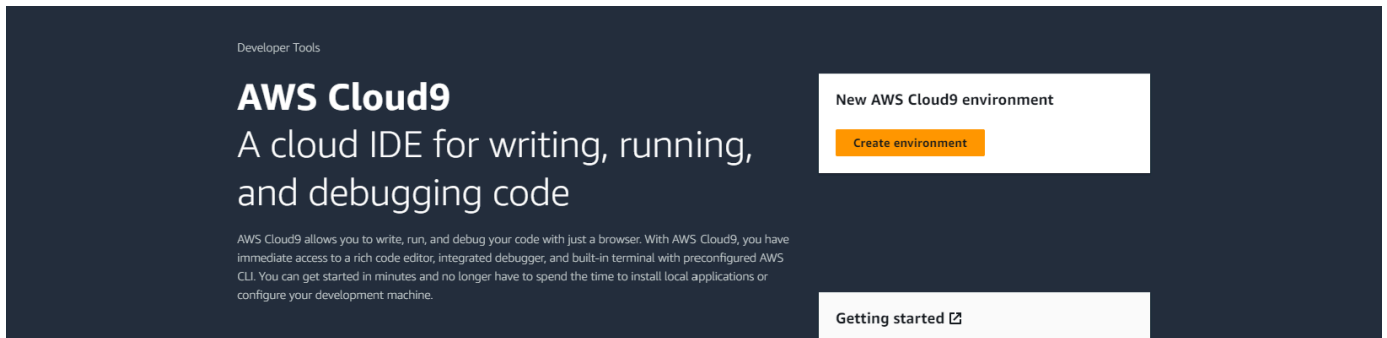 Developer Tools
AWS Cloud9
A cloud IDE for writing, running,
and debugging code
AWS Cloud9 allows you to write, run, and debug your code with just a browser. With AWS Cloud9, you have
immediate access to a rich code editor, integrated debugger, and built-in terminal with preconfigured AWS
CLI. You can get started in minutes and no longer have to spend the time to install local applications or
configure your development machine.
New AWS Cloud9 environment
Create environment
Getting started